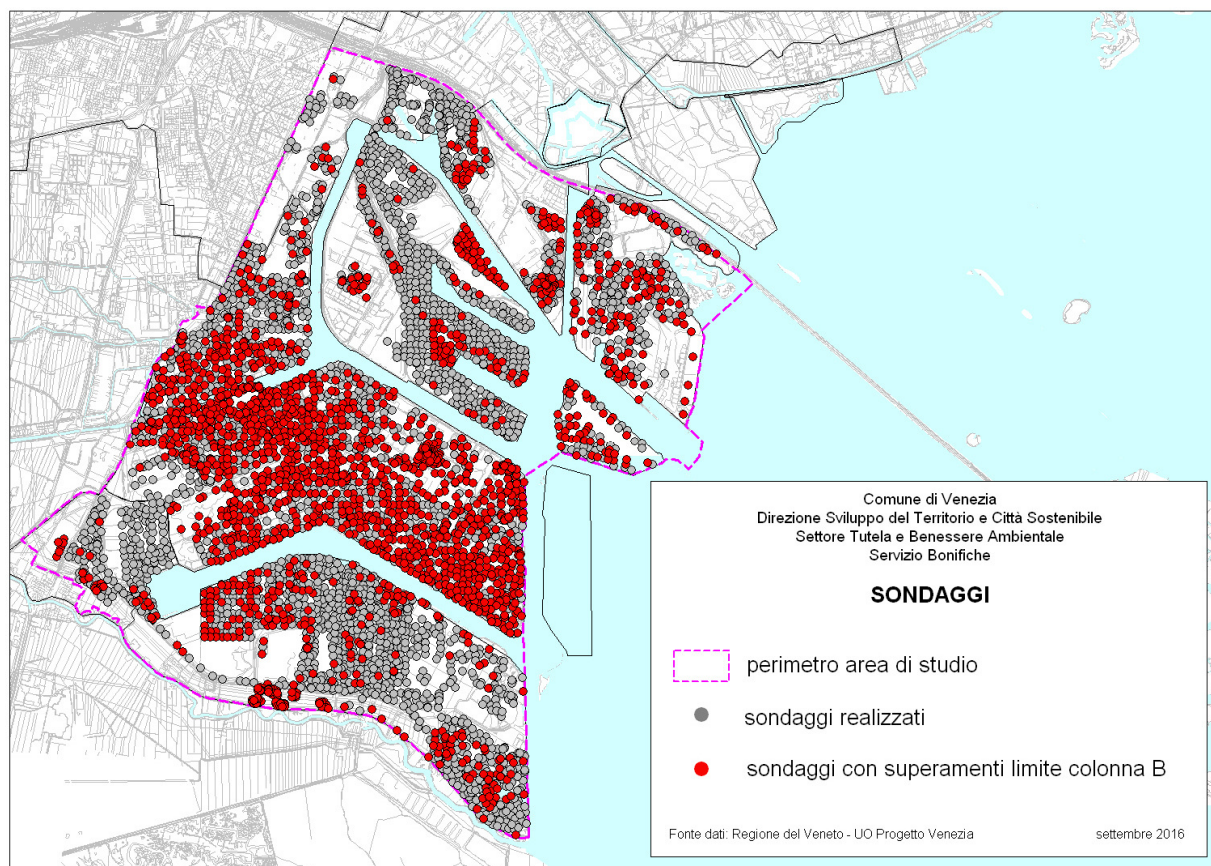 Comune di Venezia
Direzione Sviluppo del Territorio e Città Sostenibile
Settore Tutela e Benessere Ambientale
Servizio Bonifiche
SONDAGGI
perimetro area di studio
sondaggi realizzati
sondaggi con superamenti limite colonna B
Fonte dati: Regione del Veneto - UO Progetto Venezia settembre 2016